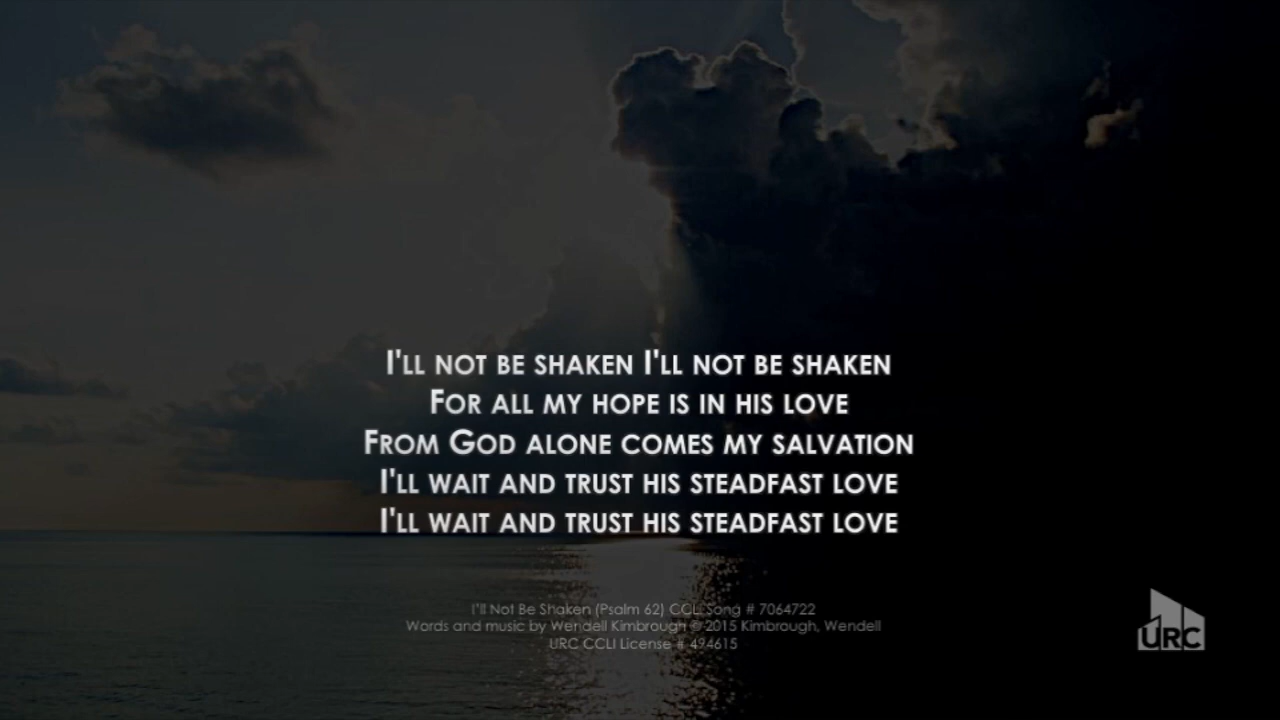 I'LL NOT BE SHAKEN I'LL NOT BE SHAKEN
FOR ALL MY HOPE IS IN HIS LOVE
FROM GOD ALONE COMES MY SALVATION
I'LL WAIT AND TRUST HIS STEADFAST LOVE
I'LL WAIT AND TRUST HIS STEADFAST LOVE
I'll Not Be Shaken (Psalm 62) CCLI Song # 7064722
Words and music by Wendell Kimbrough © 2015 Kimbrough, Wendell
URC CCLI License # 494615
URC